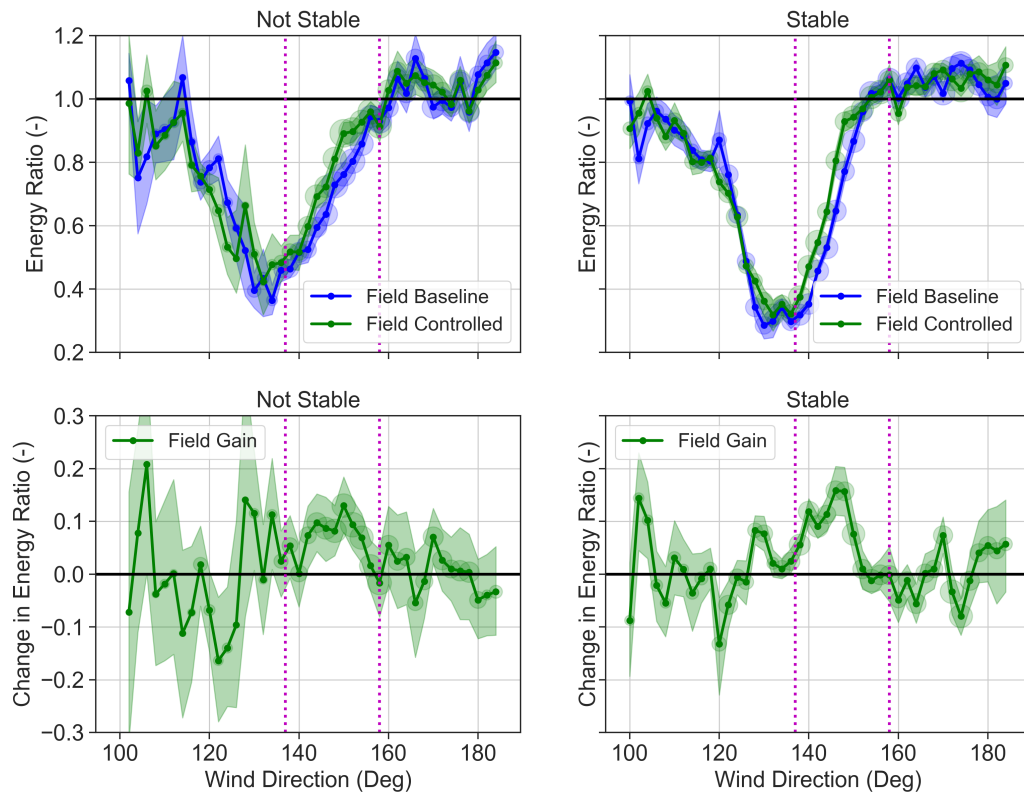 Not Stable
Stable
Energy Ratio (-)
1.2
1.0
0.8
0.6
0.4
0.2
Field Baseline
Field Controlled
Energy Ratio (-)
Field Baseline
Field Controlled
Not Stable
Stable
Change in Energy Ratio (-)
0.3
0.2
0.1
0.0
−0.1
−0.2
−0.3
Field Gain
100
120
140
160
180
Wind Direction (Deg)
Change in Energy Ratio (-)
Field Gain
100
120
140
160
180
Wind Direction (Deg)